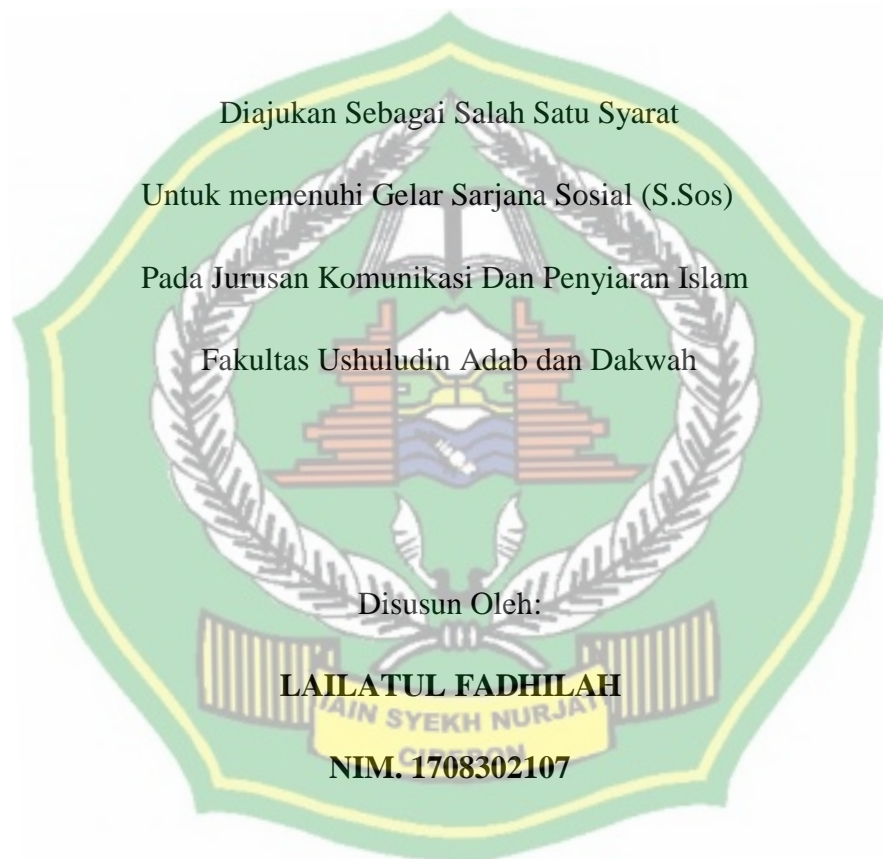 Diajukan Sebagai Salah Satu Syarat
Untuk memenuhi Gelar Sarjana Sosial (S.Sos)
Pada Jurusan Komunikasi Dan Penyiaran Islam
Fakultas Ushuludin Adab dan Dakwah
Disusun Oleh:
LAILATUL FADHILAH
IAIN SYEKH NURJATI
CIREBON
NIM. 1708302107